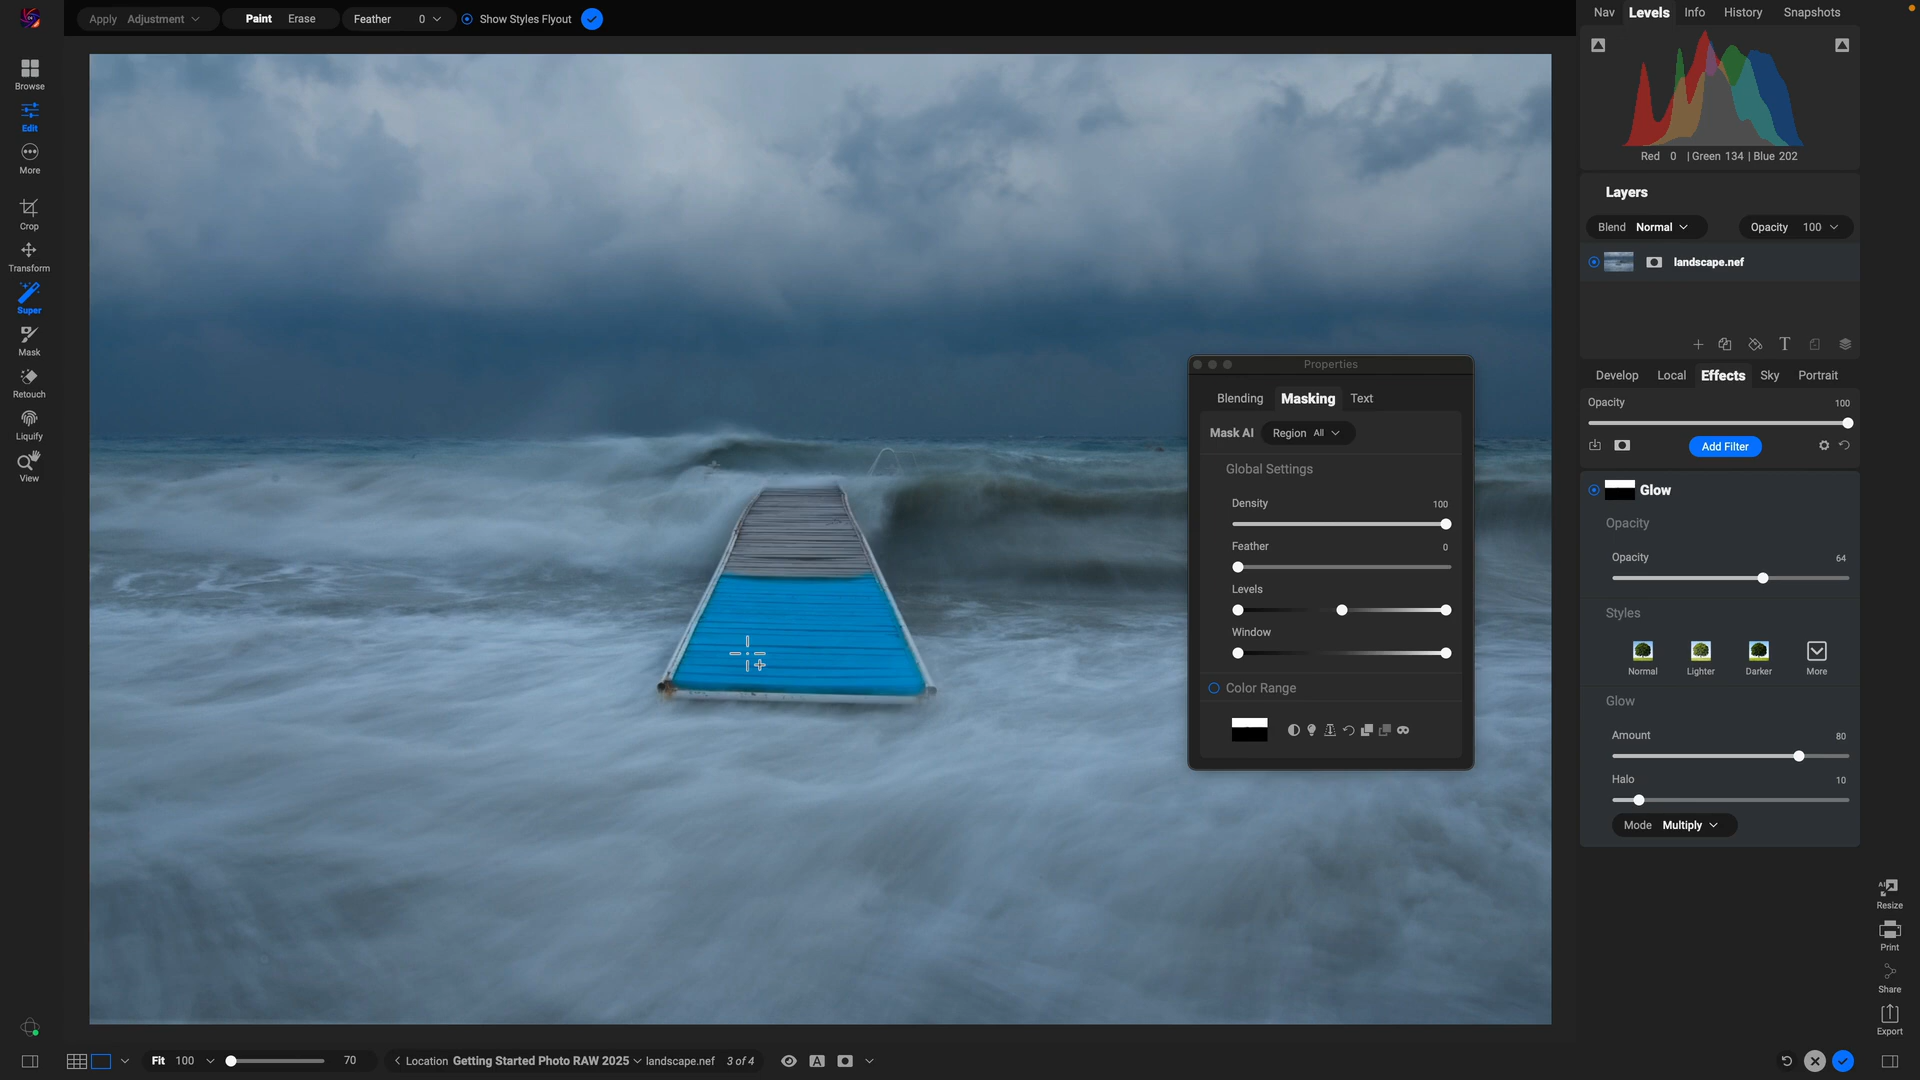 Apply Adjustment
Paint Erase
Feather 0
Show Styles Flyout
Nav Levels Info History Snapshots
Browse
Edit
More
Crop
Transform
Super
Mask
Retouch
Liquify
View
Red 0 | Green 134 | Blue 202
Layers
Blend Normal
Opacity 100
landscape.nef
T
Develop Local Effects Sky Portrait
Opacity 100
Add Filter
Glow
Opacity
Opacity 64
Styles
Normal Lighter Darker More
Glow
Amount 80
Halo 10
Mode Multiply
Properties
Blending Masking Text
Mask AI Region All
Global Settings
Density 100
Feather 0
Levels
Window
Color Range
AI
Resize
Print
Share
Export
Fit 100 70
Location Getting Started Photo RAW 2025 landscape.nef 3 of 4
A